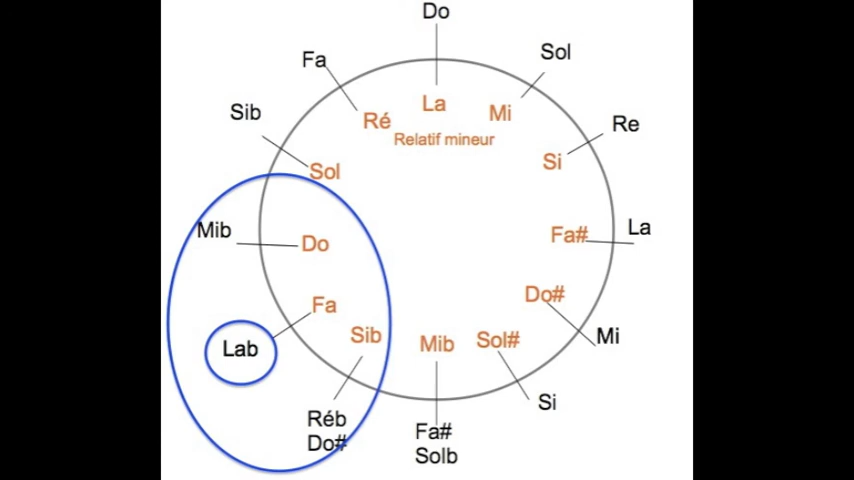 Do
Fa
Sol
Sib
La
Ré
Mi
Relatif mineur
Re
Sol
Si
Mib
Do
Fa#
La
Fa
Do#
Lab
Sib
Mib
Sol#
Mi
Réb
Do#
Si
Fa#
Solb